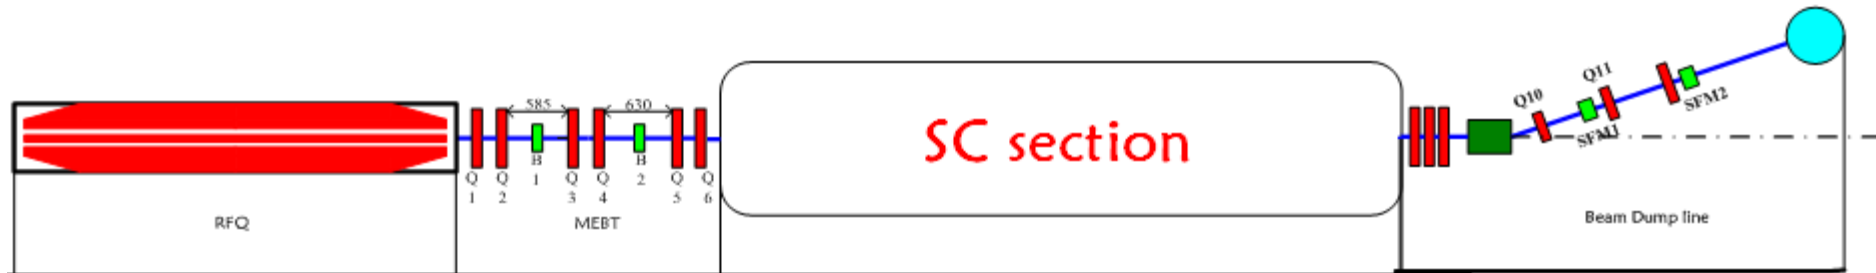 585
630
B
1
B
2
Q
1
Q
2
Q
3
Q
4
Q
5
Q
6
RFQ
MEBT
SC section
Q10
Q11
SFM1
SFM2
Beam Dump line